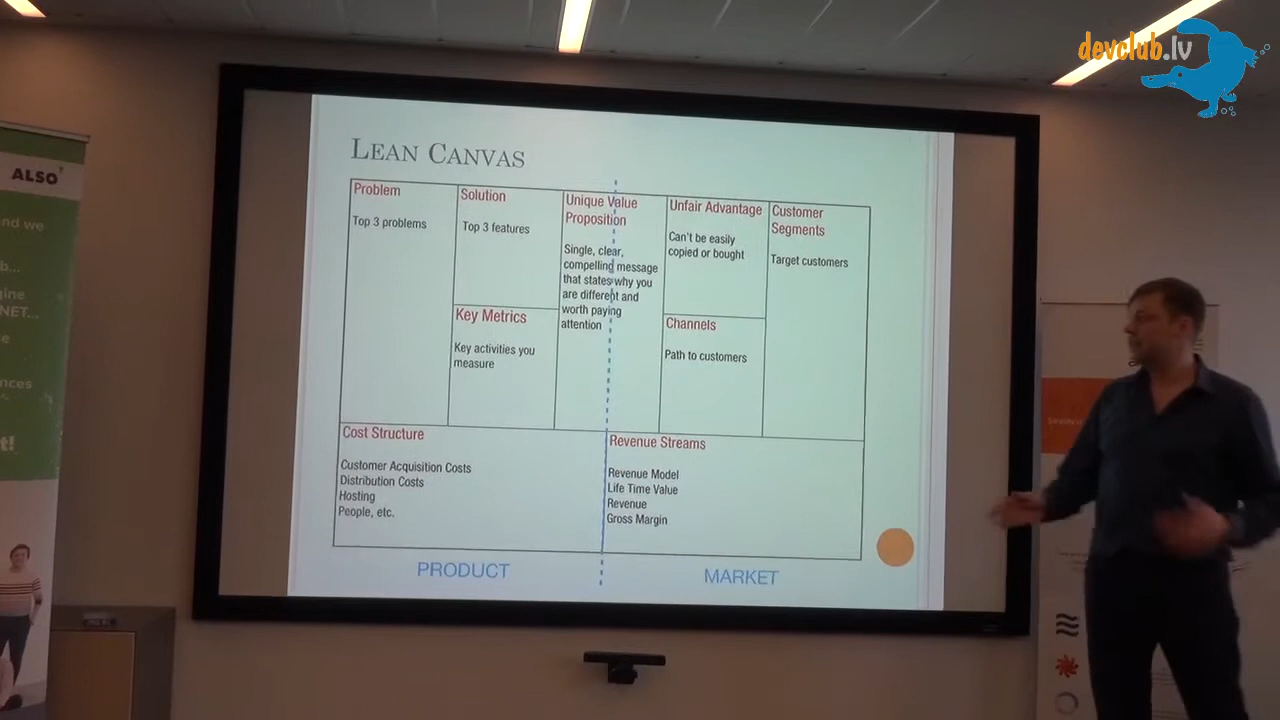 devclub.lv
ALSO
nd we
b...
gine
NET...
e
nces
t!
LEAN CANVAS
Problem
Top 3 problems
Solution
Top 3 features
Key Metrics
Key activities you
measure
Unique Value
Proposition
Single, clear,
compelling message
that states why you
are different and
worth paying
attention
Unfair Advantage
Can't be easily
copied or bought
Channels
Path to customers
Customer
Segments
Target customers
Cost Structure
Customer Acquisition Costs
Distribution Costs
Hosting
People, etc.
Revenue Streams
Revenue Model
Life Time Value
Revenue
Gross Margin
PRODUCT
MARKET